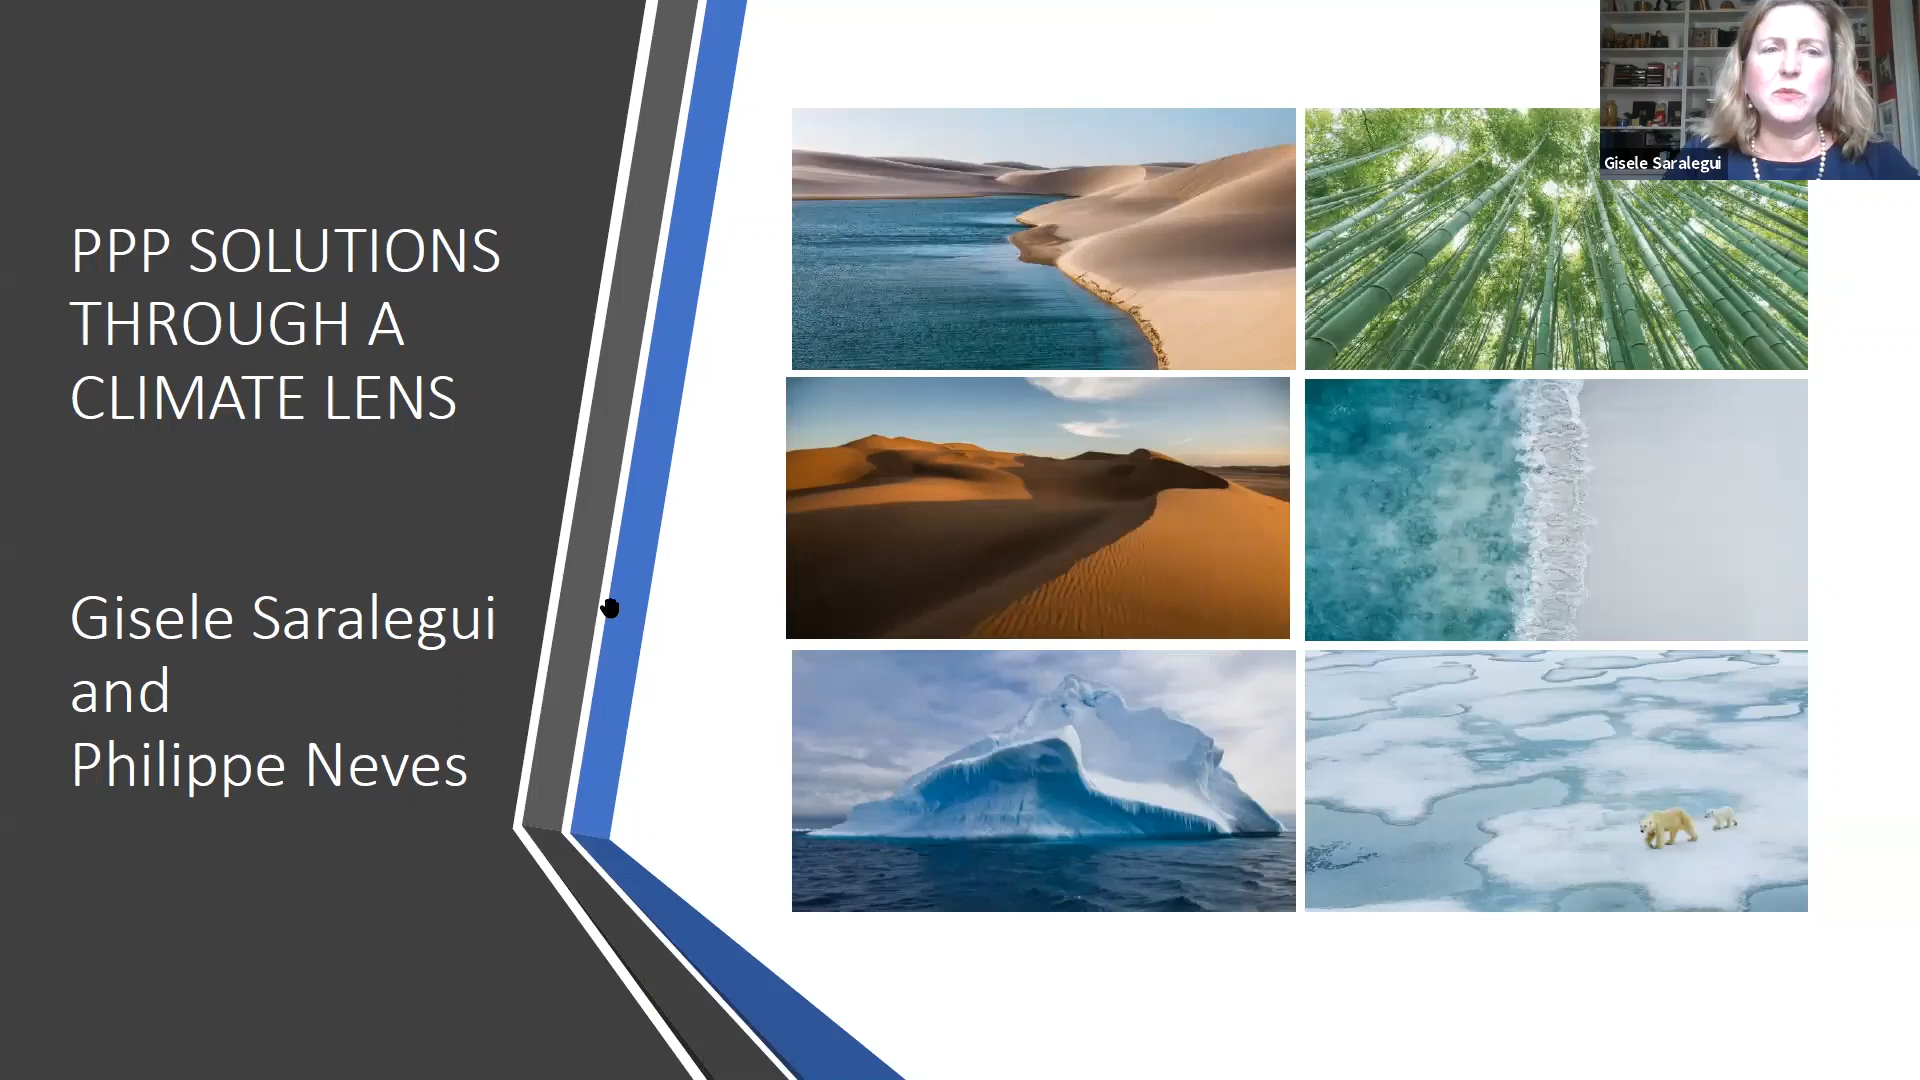 PPP SOLUTIONS
THROUGH A
CLIMATE LENS
Gisele Saralegui
and
Philippe Neves
Gisele Saralegui